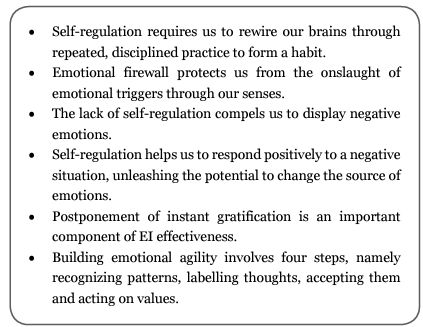 • Self-regulation requires us to rewire our brains through
repeated, disciplined practice to form a habit.
• Emotional firewall protects us from the onslaught of
emotional triggers through our senses.
• The lack of self-regulation compels us to display negative
emotions.
• Self-regulation helps us to respond positively to a negative
situation, unleashing the potential to change the source of
emotions.
• Postponement of instant gratification is an important
component of EI effectiveness.
• Building emotional agility involves four steps, namely
recognizing patterns, labelling thoughts, accepting them
and acting on values.